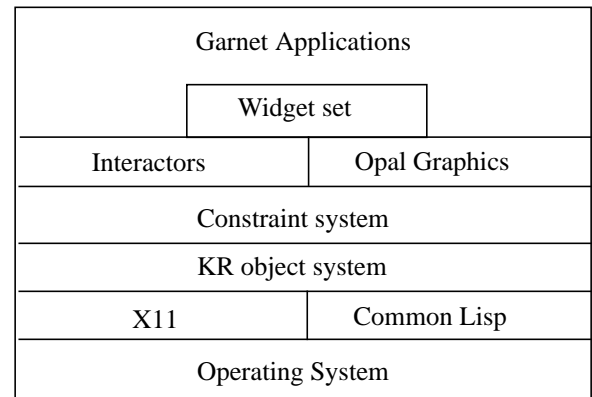 Garnet Applications
Widget set
Interactors
Opal Graphics
Constraint system
KR object system
X11
Common Lisp
Operating System